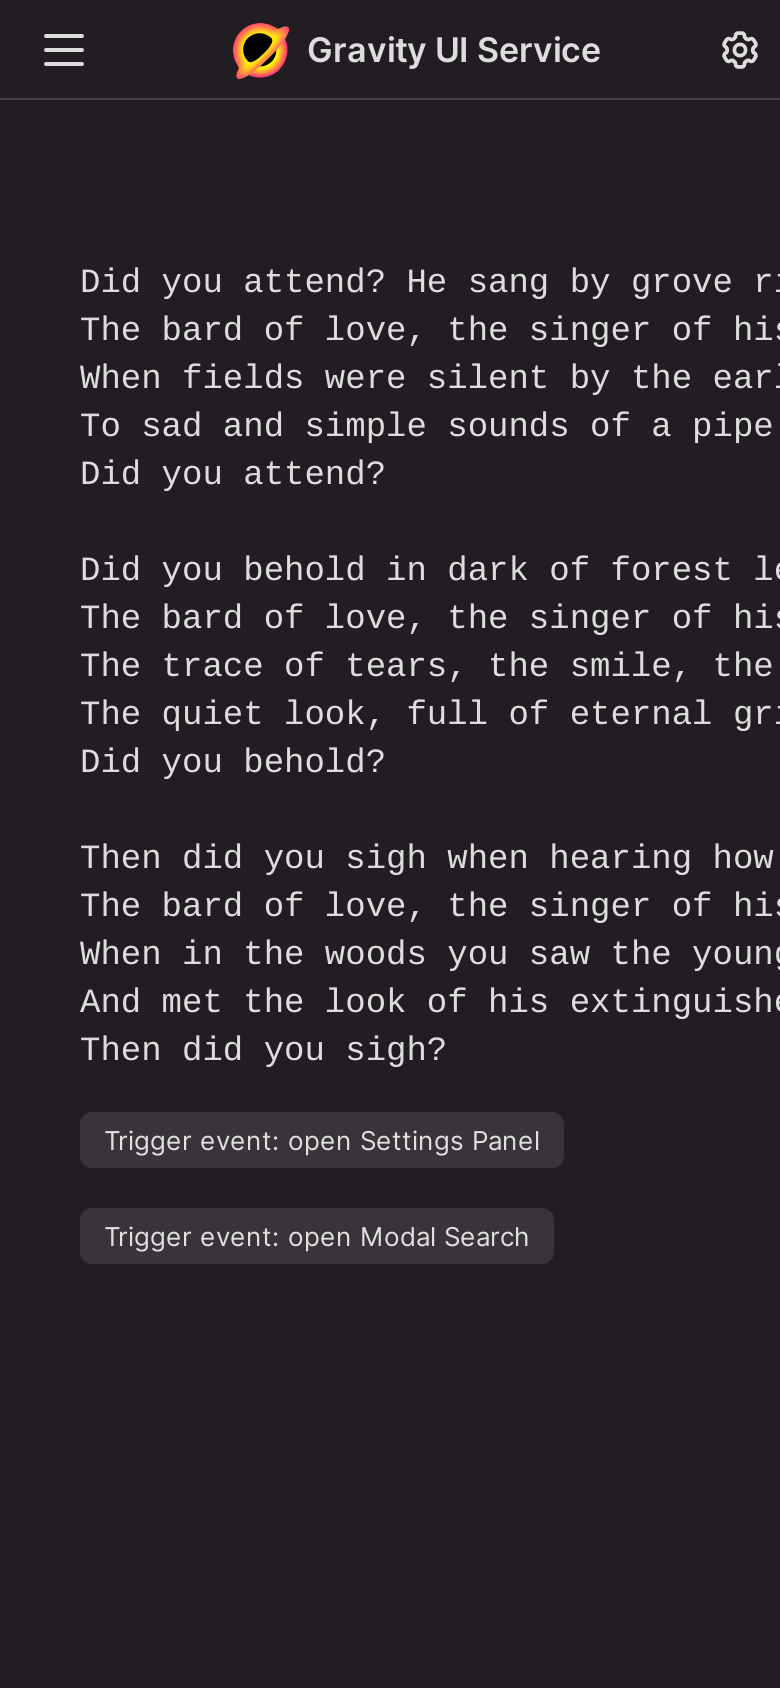 Gravity UI Service
Did you attend? He sang by grove
The bard of love, the singer of his
When fields were silent by the
To sad and simple sounds of a pipe
Did you attend?
Did you behold in dark of forest
The bard of love, the singer of his
The trace of tears, the smile, the
The quiet look, full of eternal
Did you behold?
Then did you sigh when hearing how
The bard of love, the singer of his
When in the woods you saw the young
And met the look of his
Then did you sigh?
Trigger event: open Settings Panel
Trigger event: open Modal Search